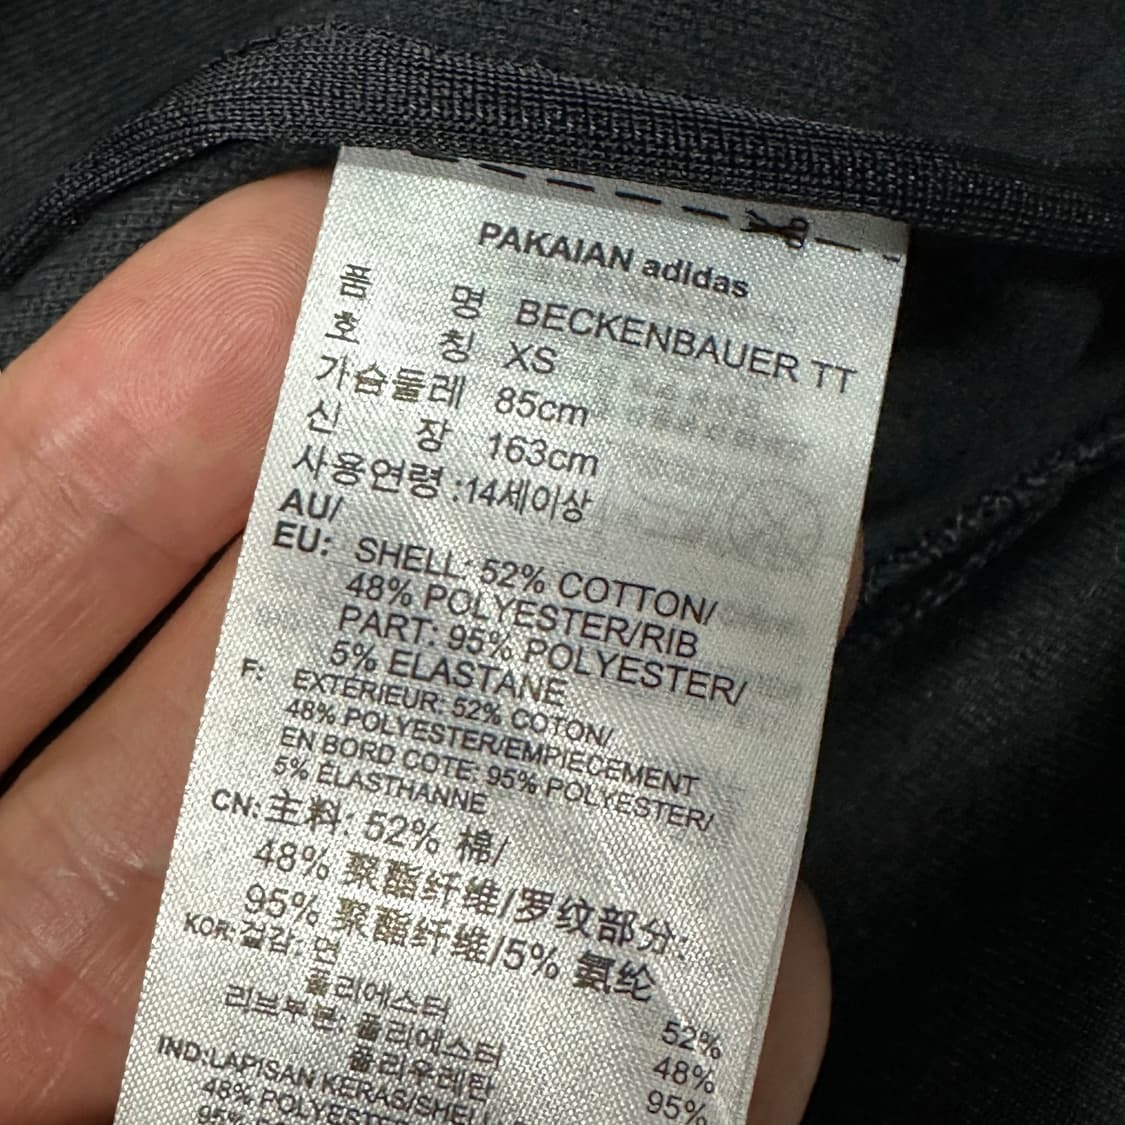 PAKAIAN adidas
품 명 BECKENBAUER TT
호 칭 XS
가슴둘레 85cm
신 장 163cm
사용연령 :14세이상
AU/
EU: SHELL: 52% COTTON/
48% POLYESTER/RIB
PART: 95% POLYESTER/
5% ELASTANE
F: EXTERIEUR: 52% COTON/
48% POLYESTER/EMPIECEMENT
EN BORD COTE: 95% POLYESTER/
5% ELASTHANNE
CN: 主料: 52% 棉/
48% 聚酯纤维/罗纹部分:
95% 聚酯纤维/5% 氨纶
KOR: 겉감: 면 52%
폴리에스터 48%
리브부분: 폴리에스터 95%
폴리우레탄
IND:LAPISAN KERAS/SHELL
48% POLYESTER
95%